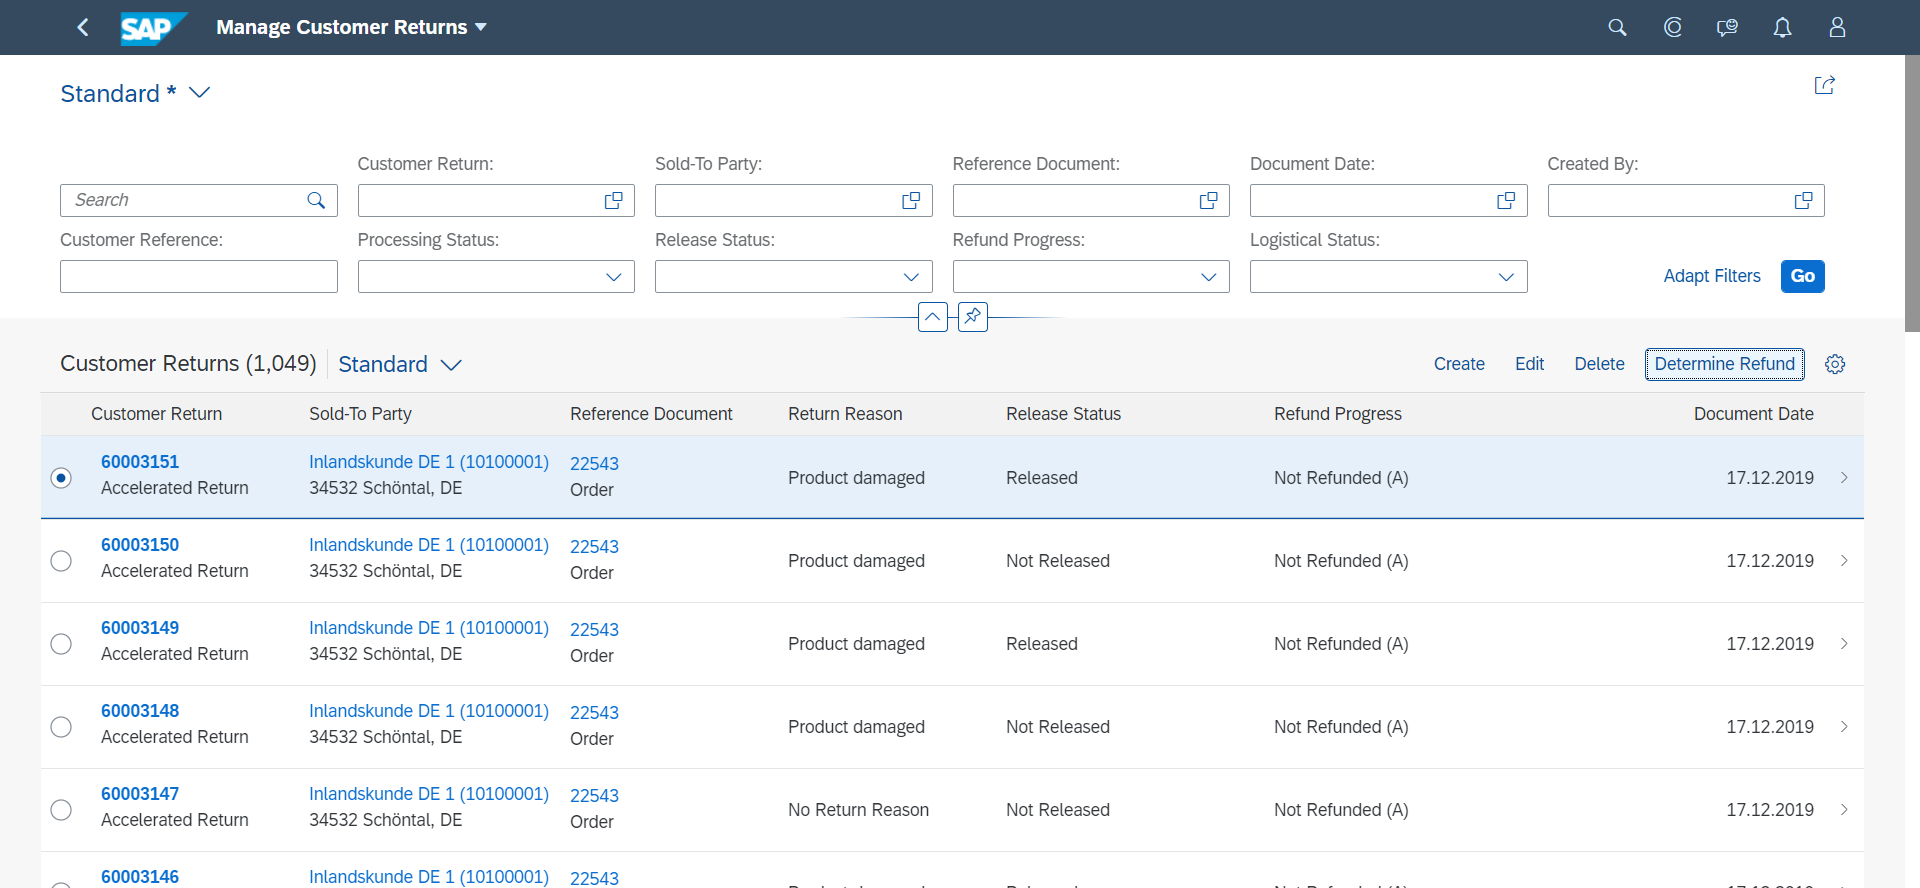 SAP Manage Customer Returns
Standard *
Customer Return: Sold-To Party: Reference Document: Document Date: Created By:
Search
Customer Reference: Processing Status: Release Status: Refund Progress: Logistical Status:
Adapt Filters Go
Customer Returns (1,049) Standard Create Edit Delete Determine Refund
Customer Return Sold-To Party Reference Document Return Reason Release Status Refund Progress Document Date
60003151 Inlandskunde DE 1 (10100001) 22543
Product damaged Released Not Refunded (A) 17.12.2019
Accelerated Return 34532 Schöntal, DE Order
60003150 Inlandskunde DE 1 (10100001) 22543
Product damaged Not Released Not Refunded (A) 17.12.2019
Accelerated Return 34532 Schöntal, DE Order
60003149 Inlandskunde DE 1 (10100001) 22543
Product damaged Released Not Refunded (A) 17.12.2019
Accelerated Return 34532 Schöntal, DE Order
60003148 Inlandskunde DE 1 (10100001) 22543
Product damaged Not Released Not Refunded (A) 17.12.2019
Accelerated Return 34532 Schöntal, DE Order
60003147 Inlandskunde DE 1 (10100001) 22543
No Return Reason Not Released Not Refunded (A) 17.12.2019
Accelerated Return 34532 Schöntal, DE Order
60003146 Inlandskunde DE 1 (10100001) 22543